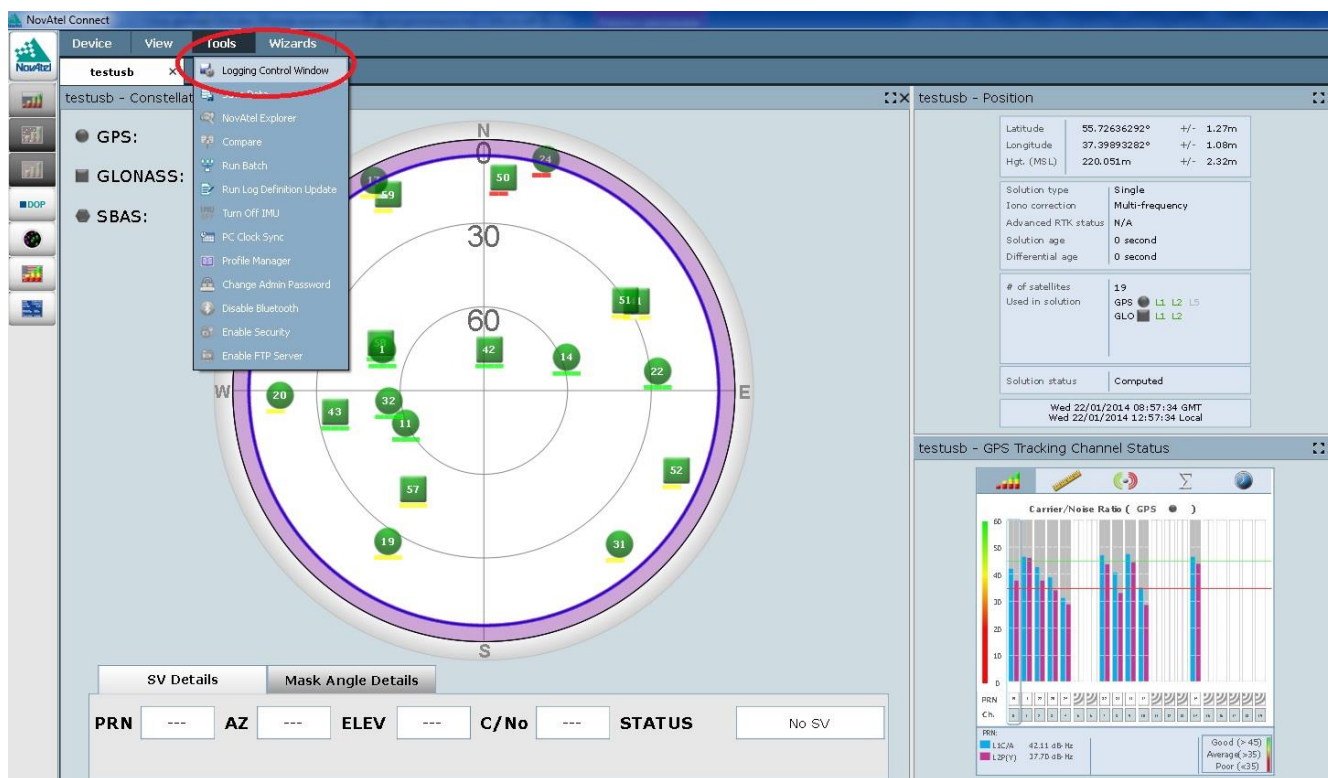 NovAtel Connect
Device View Tools Wizards
NovAtel
testusb ×
Logging Control Window
Save Data
NovAtel Explorer
Compare
Run Batch
Run Log Definition Update
Turn Off IMU
PC Clock Sync
Profile Manager
Change Admin Password
Disable Bluetooth
Enable Security
Enable FTP Server
DOP
testusb - Constellat
GPS:
GLONASS:
SBAS:
N
0
30
60
W
E
S
24
50
59
51
1
42
14
22
20
32
43
11
52
57
19
31
SV Details Mask Angle Details
PRN --- AZ --- ELEV --- C/No --- STATUS No SV
testusb - Position
Latitude 55.72636292° +/- 1.27m
Longitude 37.39893282° +/- 1.08m
Hgt. (MSL) 220.051m +/- 2.32m
Solution type Single
Iono correction Multi-frequency
Advanced RTK status N/A
Solution age 0 second
Differential age 0 second
# of satellites 19
Used in solution GPS L1 L2 L5
GLO L1 L2
Solution status Computed
Wed 22/01/2014 08:57:34 GMT
Wed 22/01/2014 12:57:34 Local
testusb - GPS Tracking Channel Status
Σ
Carrier/Noise Ratio ( GPS )
60
50
40
30
20
10
0
PRN
Ch.
PRN:
L1C/A 42.11 dB-Hz
L2P(Y) 37.70 dB-Hz
Good (> 45)
Average(>35)
Poor (<35)